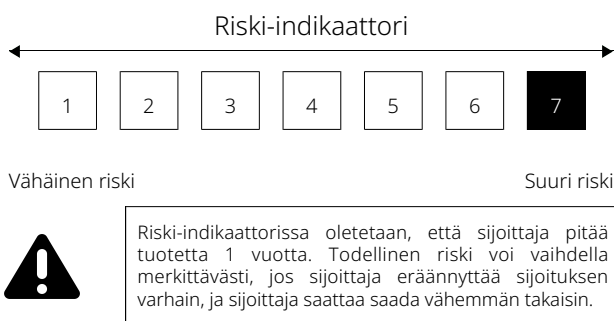 Riski-indikaattori
1 2 3 4 5 6 7
Vähäinen riski Suuri riski
Riski-indikaattorissa oletetaan, että sijoittaja pitää
tuotetta 1 vuotta. Todellinen riski voi vaihdella
merkittävästi, jos sijoittaja eräännyttää sijoituksen
varhain, ja sijoittaja saattaa saada vähemmän takaisin.